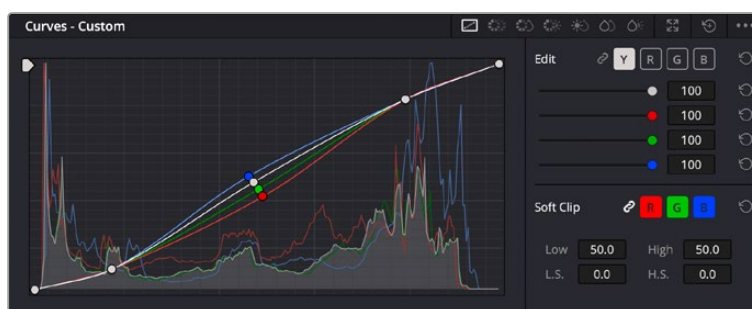 Curves - Custom
Edit Y R G B
100
100
100
100
Soft Clip R G B
Low 50.0 High 50.0
L.S. 0.0 H.S. 0.0